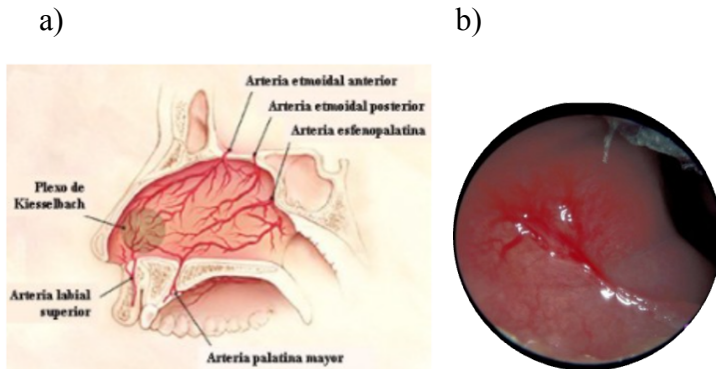 a)
b)
Arteria etmoidal anterior
Arteria etmoidal posterior
Arteria esfenopalatina
Plexo de
Kiesselbach
Arteria labial
superior
Arteria palatina mayor